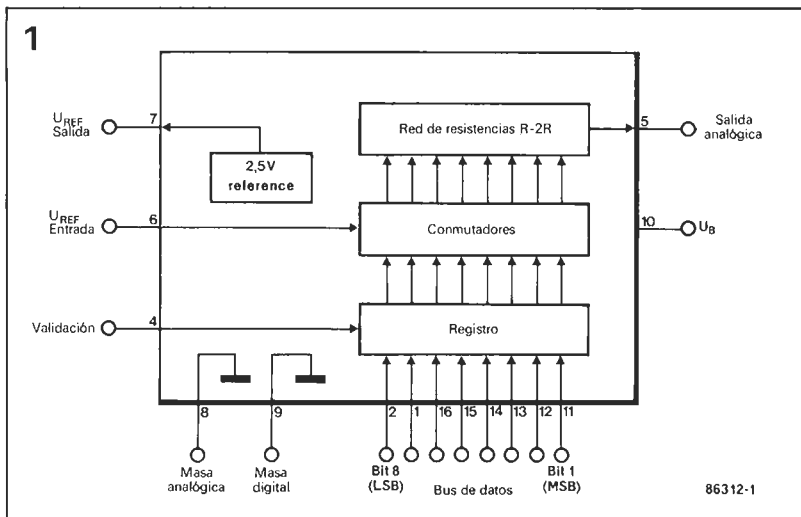 1
U_REF
Salida
7
2,5V
reference
Red de resistencias R-2R
5
Salida
analógica
U_REF
Entrada
6
Conmutadores
10
U_B
Validación
4
Registro
8
9
2
1
16
15
14
13
12
11
Masa
analógica
Masa
digital
Bit 8
(LSB)
Bus de datos
Bit 1
(MSB)
86312-1